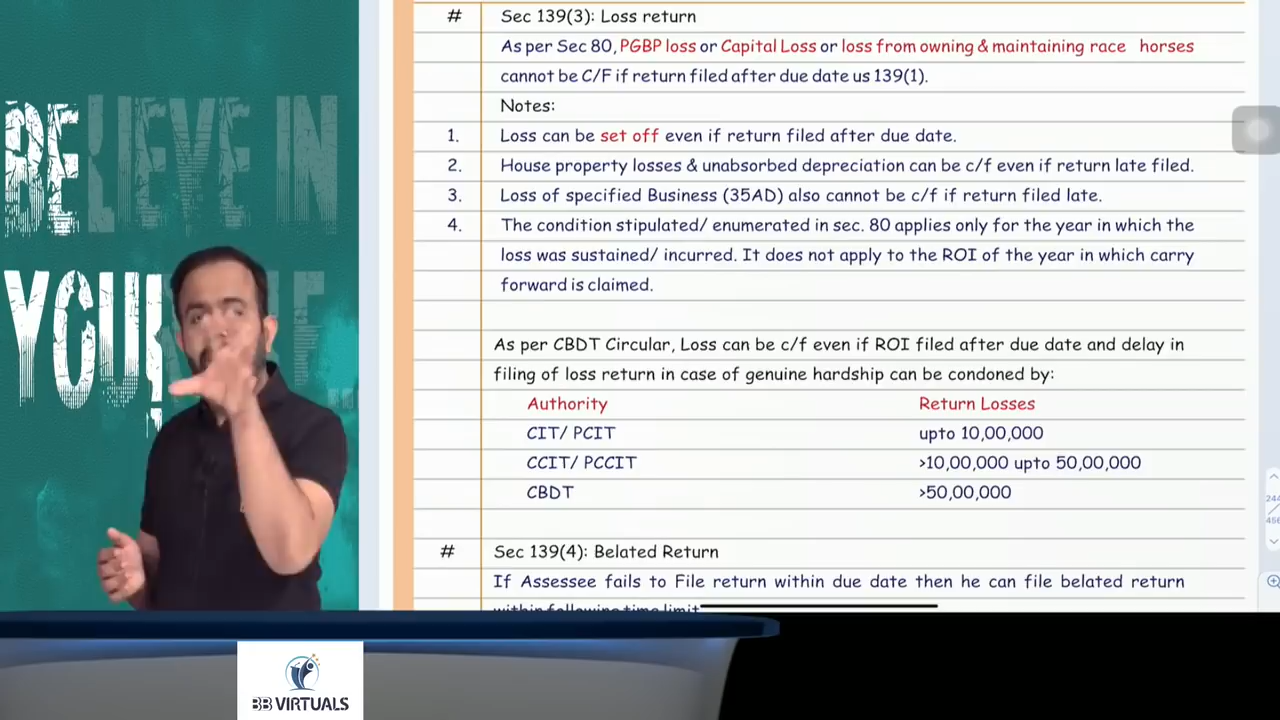 BELIEVE IN
YOU!
# Sec 139(3): Loss return
As per Sec 80, PGBP loss or Capital Loss or loss from owning & maintaining race horses
cannot be C/F if return filed after due date us 139(1).
Notes:
1. Loss can be set off even if return filed after due date.
2. House property losses & unabsorbed depreciation can be c/f even if return late filed.
3. Loss of specified Business (35AD) also cannot be c/f if return filed late.
4. The condition stipulated/ enumerated in sec. 80 applies only for the year in which the
loss was sustained/ incurred. It does not apply to the ROI of the year in which carry
forward is claimed.
As per CBDT Circular, Loss can be c/f even if ROI filed after due date and delay in
filing of loss return in case of genuine hardship can be condoned by:
Authority Return Losses
CIT/ PCIT upto 10,00,000
CCIT/ PCCIT >10,00,000 upto 50,00,000
CBDT >50,00,000
# Sec 139(4): Belated Return
If Assessee fails to File return within due date then he can file belated return
within following time limit
244
456
BB VIRTUALS